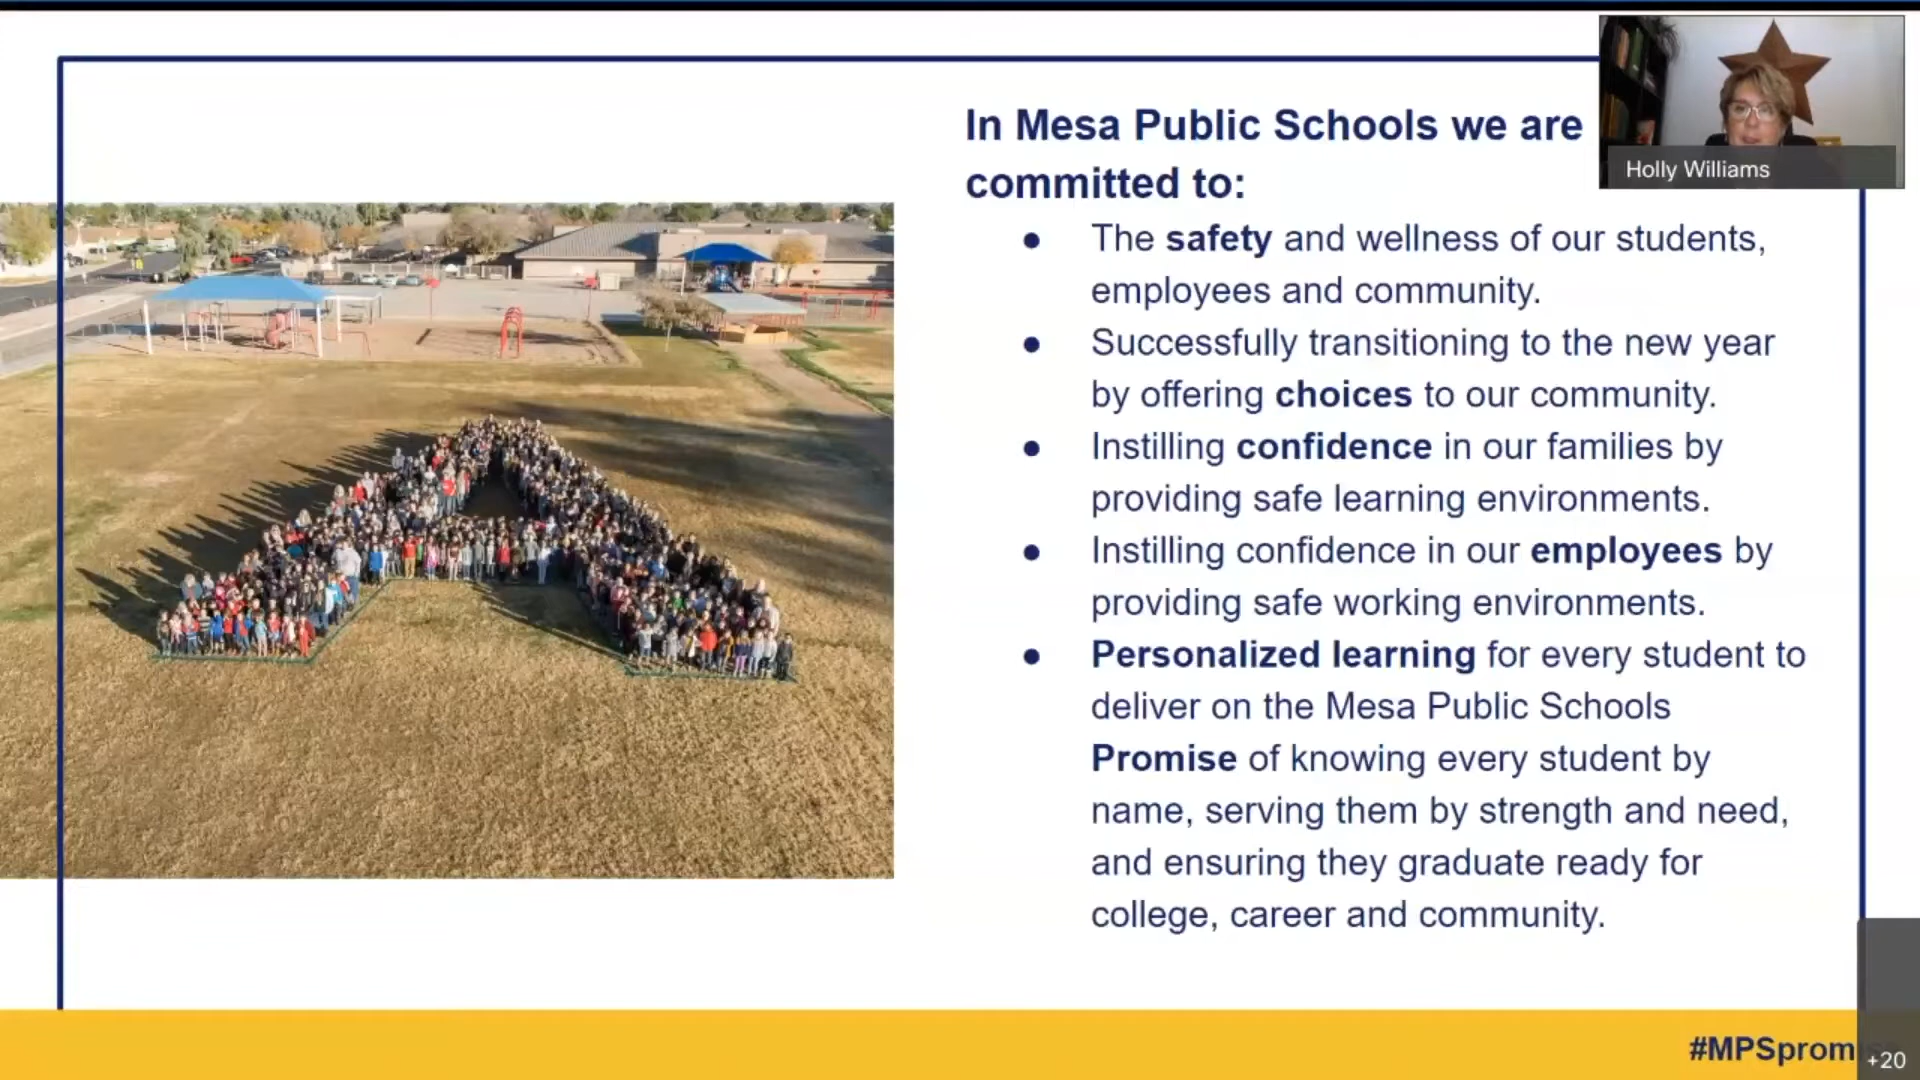 In Mesa Public Schools we are
committed to:
Holly Williams
● The safety and wellness of our students,
employees and community.
● Successfully transitioning to the new year
by offering choices to our community.
● Instilling confidence in our families by
providing safe learning environments.
● Instilling confidence in our employees by
providing safe working environments.
● Personalized learning for every student to
deliver on the Mesa Public Schools
Promise of knowing every student by
name, serving them by strength and need,
and ensuring they graduate ready for
college, career and community.
#MPSprom
+20